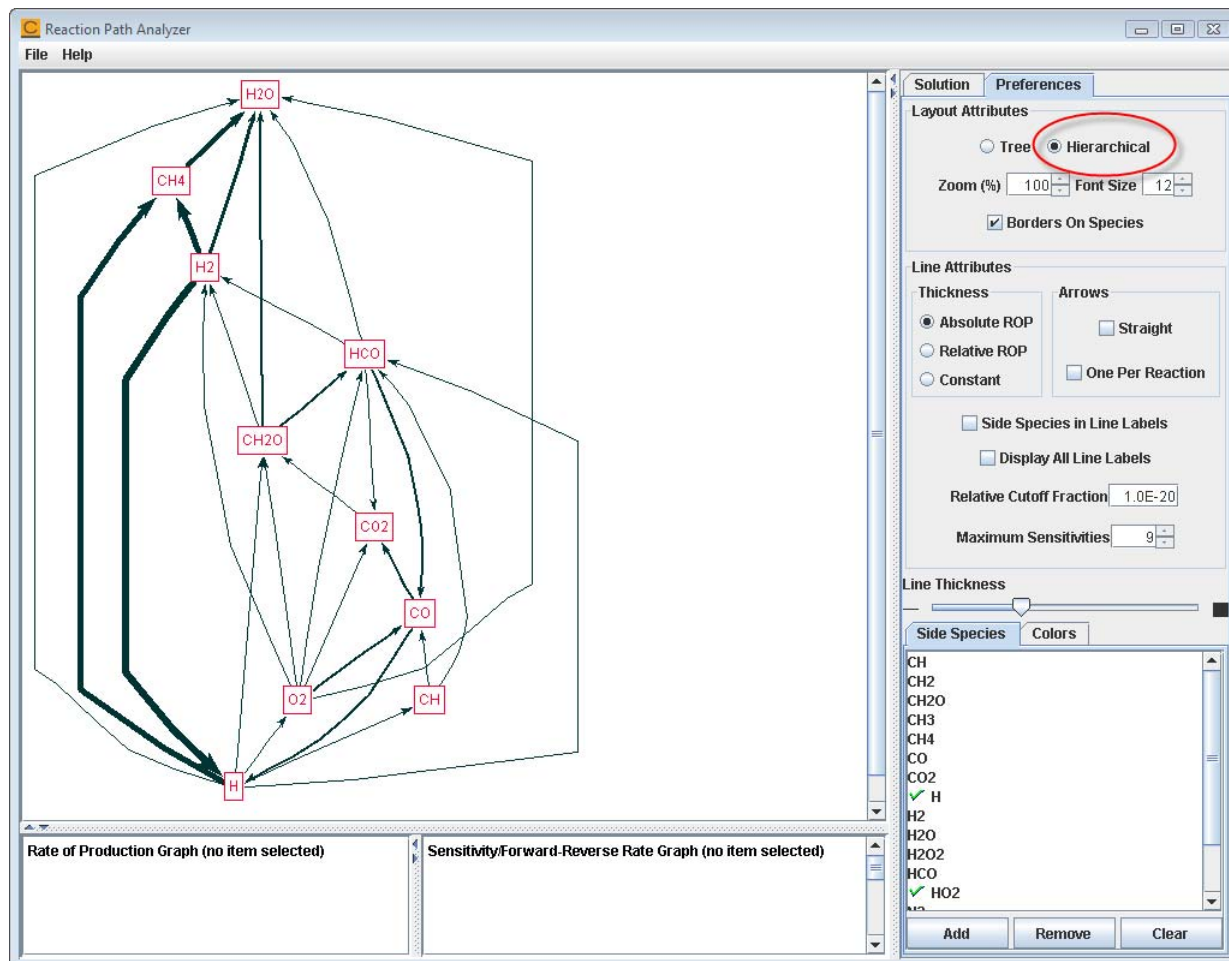 Reaction Path Analyzer
File Help
H2O
CH4
H2
HCO
CH2O
CO2
CO
O2
CH
H
Solution Preferences
Layout Attributes
Tree Hierarchical
Zoom (%) 100 Font Size 12
Borders On Species
Line Attributes
Thickness
Absolute ROP
Relative ROP
Constant
Arrows
Straight
One Per Reaction
Side Species in Line Labels
Display All Line Labels
Relative Cutoff Fraction 1.0E-20
Maximum Sensitivities 9
Line Thickness
Side Species Colors
CH
CH2
CH2O
CH3
CH4
CO
CO2
H
H2
H2O
H2O2
HCO
HO2
Add Remove Clear
Rate of Production Graph (no item selected)
Sensitivity/Forward-Reverse Rate Graph (no item selected)